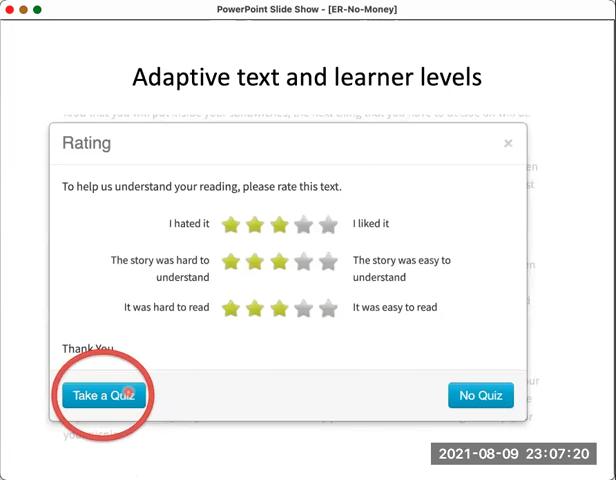 PowerPoint Slide Show - [ER-No-Money]
Adaptive text and learner levels
Rating
×
To help us understand your reading, please rate this text.
I hated it
I liked it
The story was hard to understand
The story was easy to understand
It was hard to read
It was easy to read
Thank You
Take a Quiz
No Quiz
2021-08-09 23:07:20